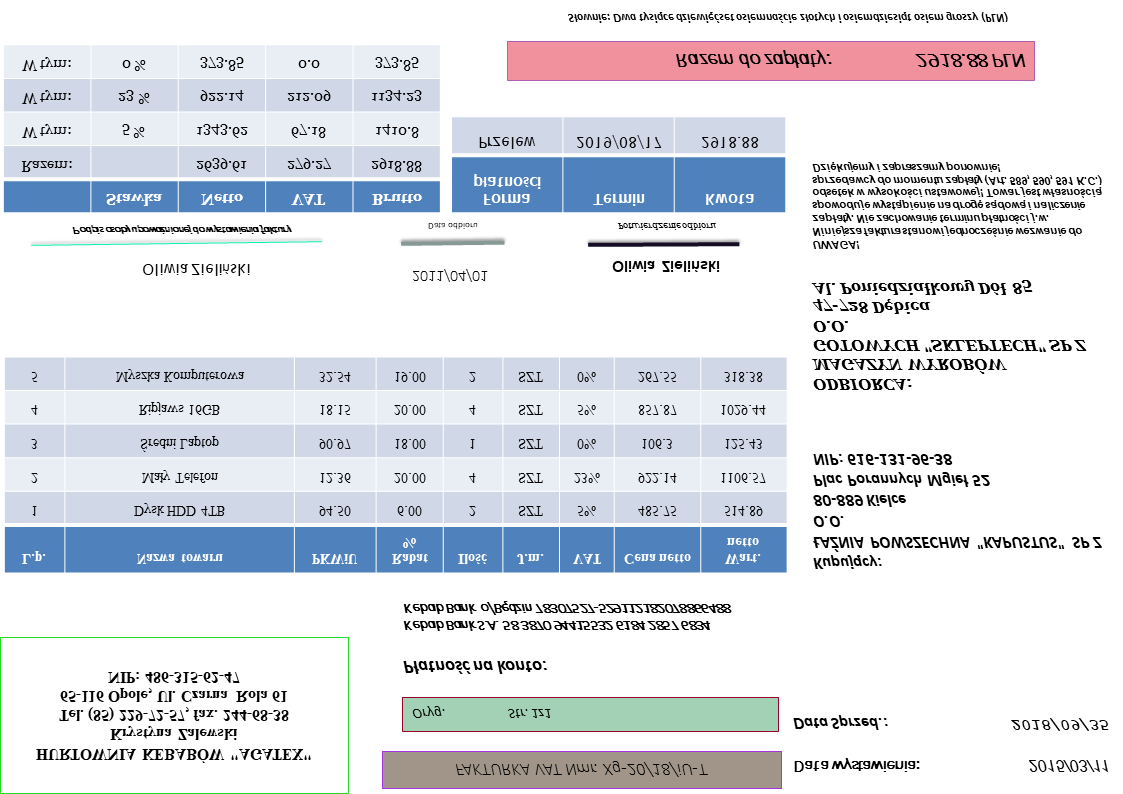 FAKTURKA VAT Nmr. Xg-20/18/iU-T
Data wystawienia: 2015/03/11
HURTOWNIA KEBABÓW "AGATEX"
Krystyna Zalewski
Tel. (85) 229-72-57, fax. 244-68-38
65-116 Opole, Ul. Czarna Rola 61
NIP: 486-315-62-47
Oryg. Str. 1z1
Data Sprzed.: 2018/09/25
Płatność na konto:
Kebab Bank S.A. 58 3870 9441 5532 6184 2857 6834
Kebab Bank o/Będzin 78307527-529112182078866488
Kupujący:
ŁAŹNIA POWSZECHNA "KAPUSTUS" SP Z
O.O.
80-889 Kielce
Plac Porannych Mgieł 52
NIP: 616-131-96-38
L.p. Nazwa towaru PKWiU Rabat % Ilość J.m. VAT Cena netto Wart. netto
1 Dysk HDD 4TB 94.50 6.00 2 SZT 5% 485.75 514.89
2 Mały Telefon 12.36 20.00 4 SZT 23% 922.14 1106.57
3 Średni Laptop 90.97 18.00 1 SZT 0% 106.3 125.43
4 Ripjaws 16GB 18.15 20.00 4 SZT 5% 857.87 1029.44
5 Myszka Komputerowa 32.54 19.00 2 SZT 0% 267.55 318.38
ODBIORCA:
MAGAZYN WYROBÓW
GOTOWYCH "SKLEPTECH" SP Z
O.O.
47-728 Dębica
Al. Poniedziałkowy Dół 85
Oliwia Zieliński
Podpis osoby upoważnionej do wystawienia faktury
2011/04/01
Data odbioru
Oliwia Zieliński
Potwierdzenie odbioru
UWAGA!
Niniejsza faktura stanowi jednocześnie wezwanie do
zapłaty. Nie zachowanie terminu płatności j.w.
spowoduje wystąpienie na drogę sądową i naliczenie
odsetek w wysokości ustawowej! Towar jest własnością
sprzedawcy do momentu zapłaty (Art. 589, 590, 591 K.C.)
Dziękujemy i zapraszamy ponownie!
Stawka Netto VAT Brutto
Razem: 2639.61 279.27 2918.88
W tym: 5 % 1343.62 67.18 1410.8
W tym: 23 % 922.14 212.09 1134.23
W tym: 0 % 373.85 0.0 373.85
Forma płatności Termin Kwota
Przelew 2019/08/17 2918.88
Razem do zapłaty: 2918.88 PLN
Słownie: Dwa tysiące dziewięćset osiemnaście złotych i osiemdziesiąt osiem groszy (PLN)